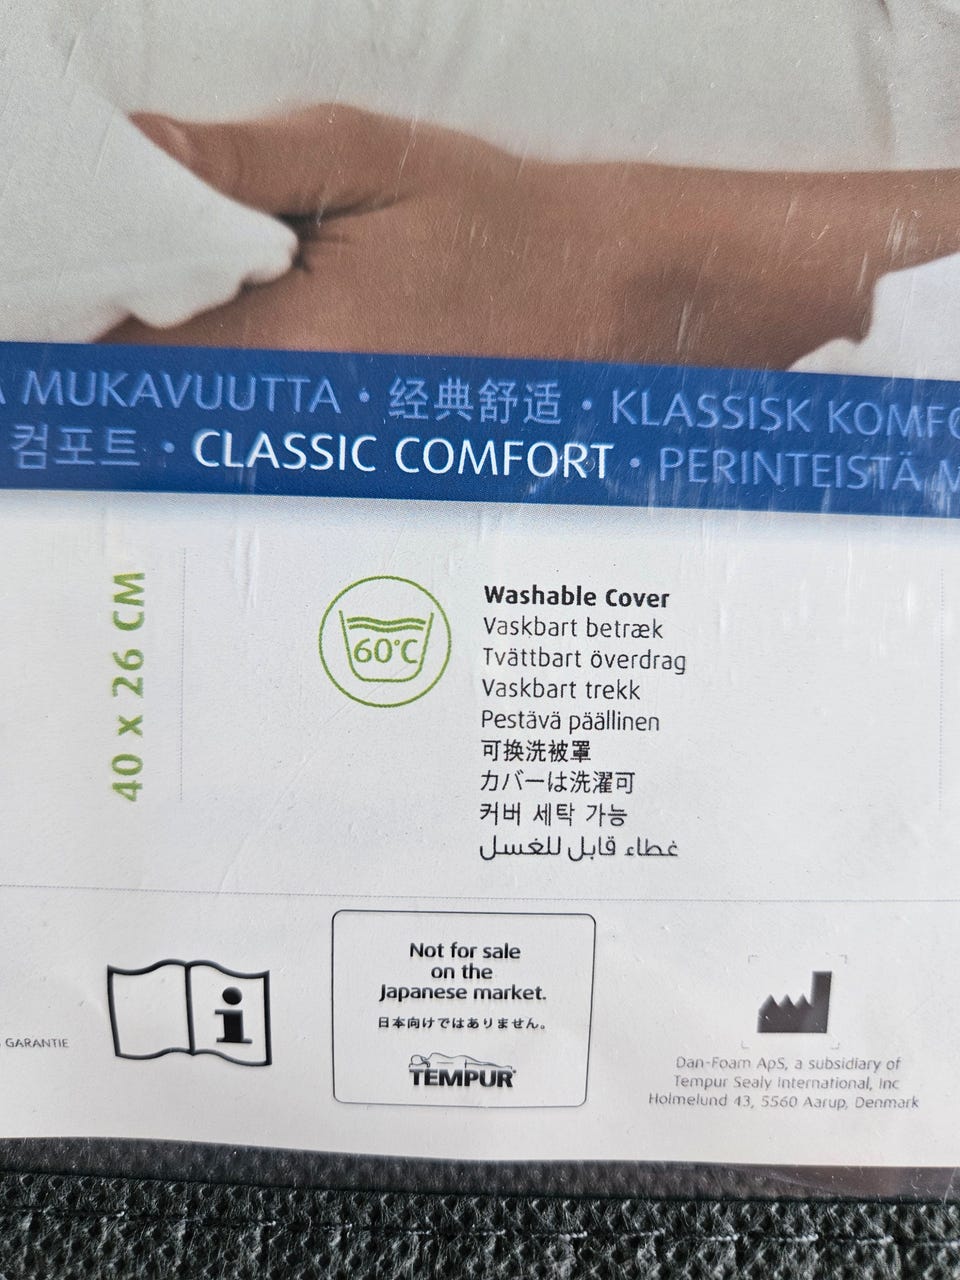 MUKAVUUTTA • 经典舒适 • KLASSISK
컴포트 • CLASSIC COMFORT • PERINTEISTÄ
40 x 26 CM
60°C
Washable Cover
Vaskbart betræk
Tvättbart överdrag
Vaskbart trekk
Pestävä päällinen
可换洗被罩
カバーは洗濯可
커버 세탁 가능
غطاء قابل للغسل
GARANTIE
Not for sale
on the
Japanese market.
日本向けではありません。
TEMPUR
Dan-Foam ApS, a subsidiary of
Tempur Sealy International, Inc
Holmelund 43, 5560 Aarup, Denmark